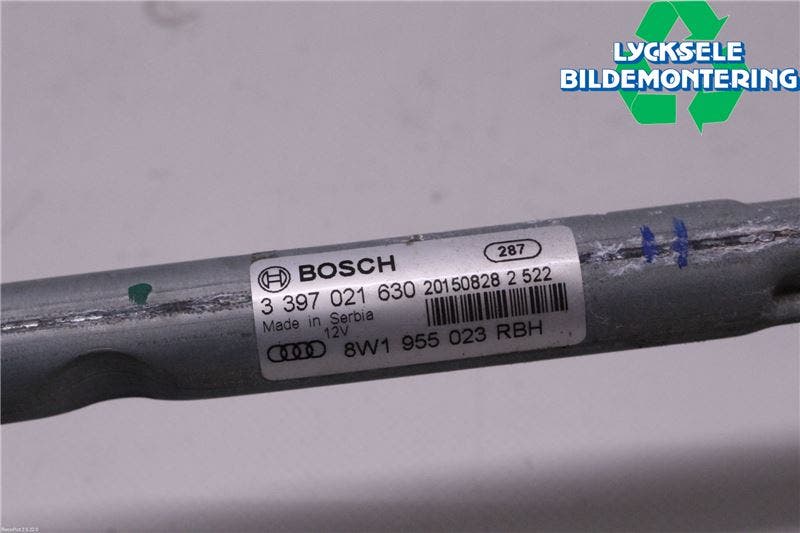 LYCKSELE
BILDEMONTERING
287
BOSCH
3 397 021 630 20150828 2 522
Made in Serbia
12V
8W1 955 023 RBH